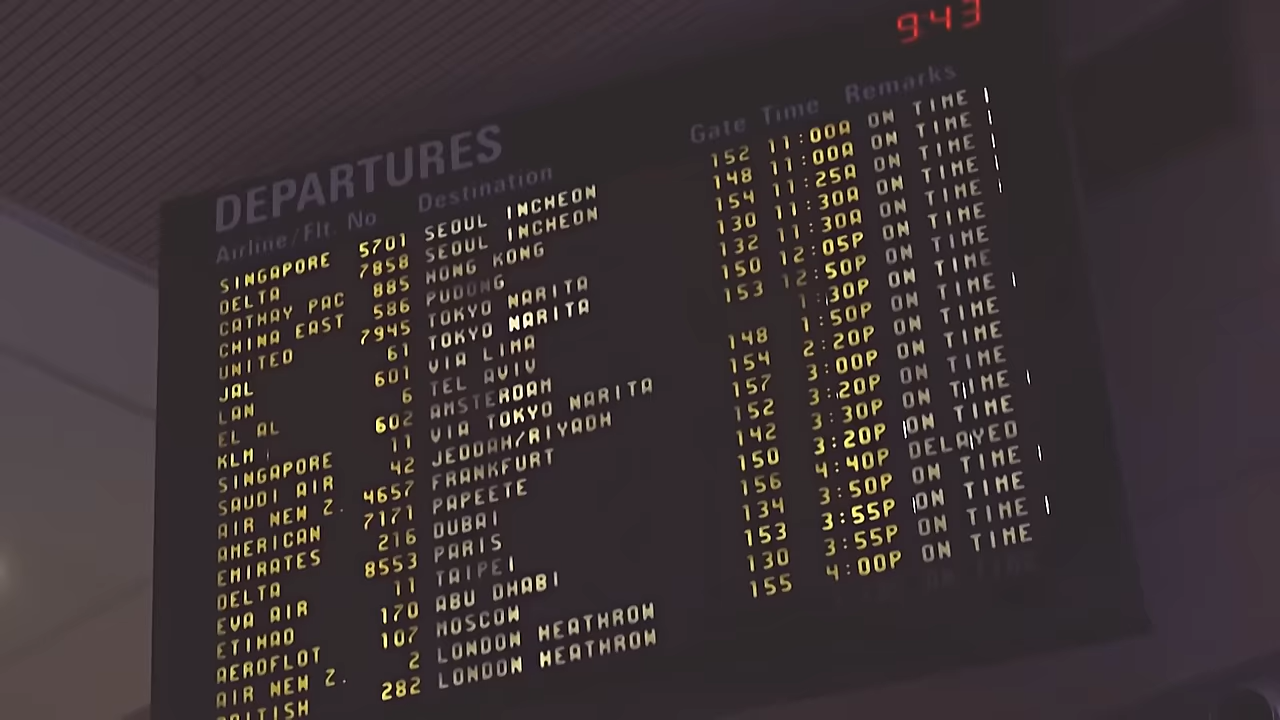 9:43
DEPARTURES
Airline/Flt. No Destination Gate Time Remarks
SINGAPORE 5701 SEOUL INCHEON 152 11:00A ON TIME
DELTA 7858 SEOUL INCHEON 148 11:00A ON TIME
CATHAY PAC 885 HONG KONG 154 11:25A ON TIME
CHINA EAST 586 PUDONG 130 11:30A ON TIME
UNITED 7945 TOKYO NARITA 132 11:30A ON TIME
JAL 61 TOKYO NARITA 150 12:05P ON TIME
LAN 601 VIA LIMA 153 12:50P ON TIME
EL AL 6 TEL AVIV 1:30P ON TIME
KLM 602 AMSTERDAM 148 1:50P ON TIME
SINGAPORE 11 VIA TOKYO NARITA 154 2:20P ON TIME
SAUDI AIR 42 JEDDAH/RIYADH 157 3:00P ON TIME
AIR NEW Z. 4657 FRANKFURT 152 3:20P ON TIME
AMERICAN 7171 PAPEETE 142 3:30P ON TIME
EMIRATES 216 DUBAI 150 3:20P ON TIME
DELTA 8553 PARIS 156 4:40P DELAYED
EVA AIR 11 TAIPEI 134 3:50P ON TIME
ETIHAD 170 ABU DHABI 153 3:55P ON TIME
AEROFLOT 107 MOSCOW 130 3:55P ON TIME
AIR NEW Z. 2 LONDON HEATHROW 155 4:00P ON TIME
BRITISH 282 LONDON HEATHROW